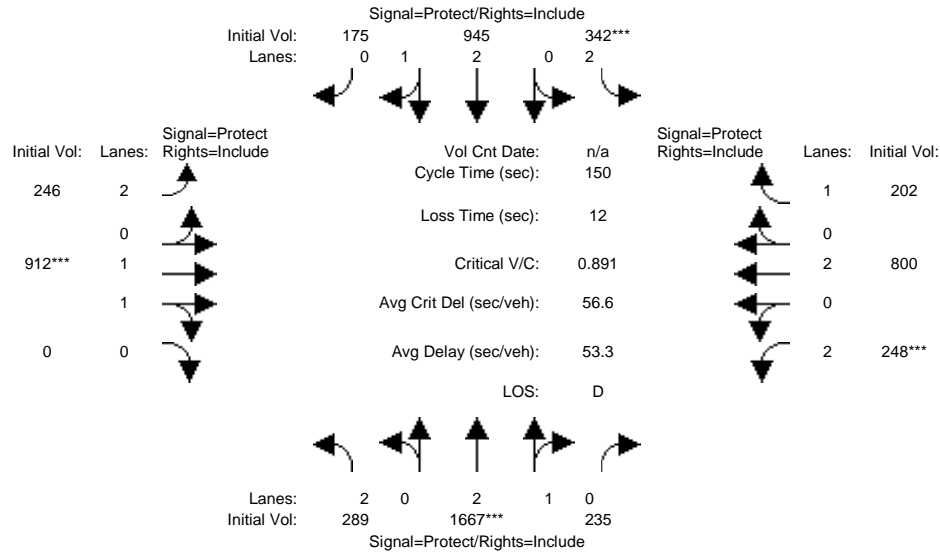 Signal=Protect/Rights=Include
Initial Vol: 175 945 342***
Lanes: 0 1 2 0 2
Signal=Protect
Initial Vol: Lanes: Rights=Include
Vol Cnt Date: n/a
Signal=Protect
Rights=Include Lanes: Initial Vol:
Cycle Time (sec): 150
246 2
1 202
Loss Time (sec): 12
0
0
912*** 1
Critical V/C: 0.891
2 800
1
Avg Crit Del (sec/veh): 56.6
0
0 0
Avg Delay (sec/veh): 53.3
2 248***
LOS: D
Lanes: 2 0 2 1 0
Initial Vol: 289 1667*** 235
Signal=Protect/Rights=Include